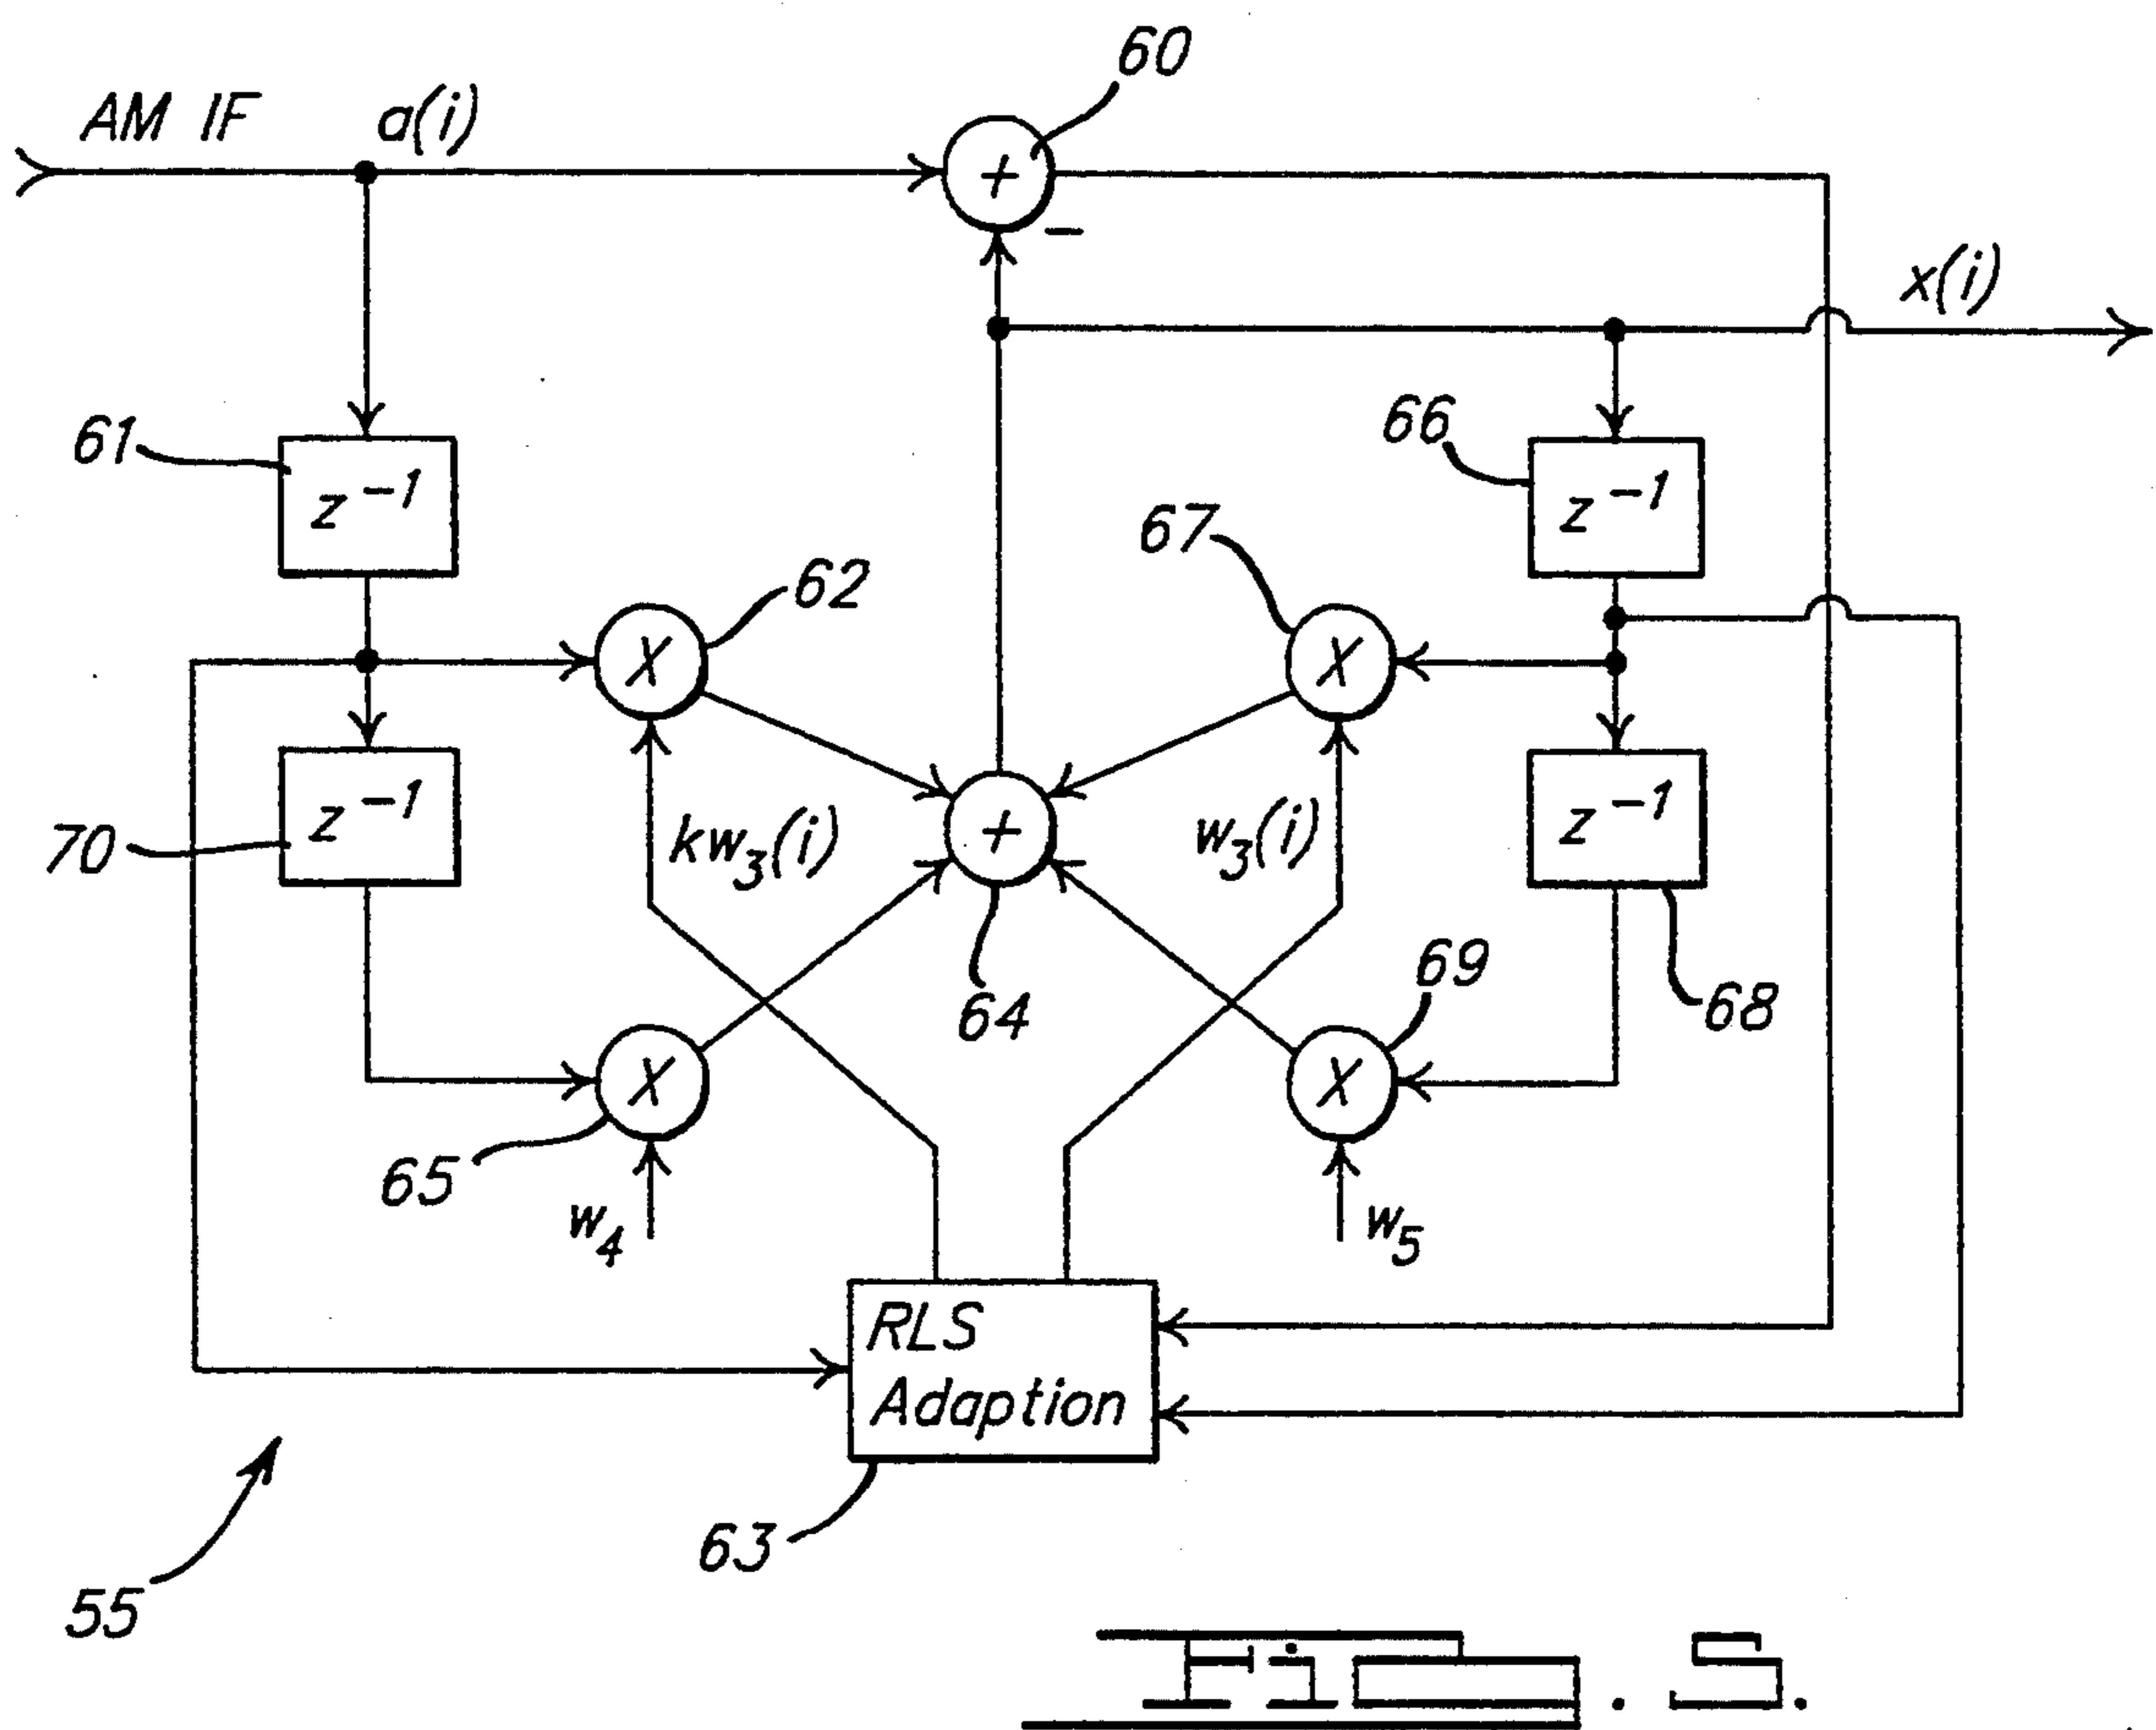 60
AM IF a(i)
+
−
x(i)
61
z⁻¹
66
z⁻¹
67
62
X
X
70
z⁻¹
kw₃(i)
+
w₃(i)
z⁻¹
69
64
68
X
X
65
w₄
w₅
RLS
Adaption
63
55
Fig. 5.